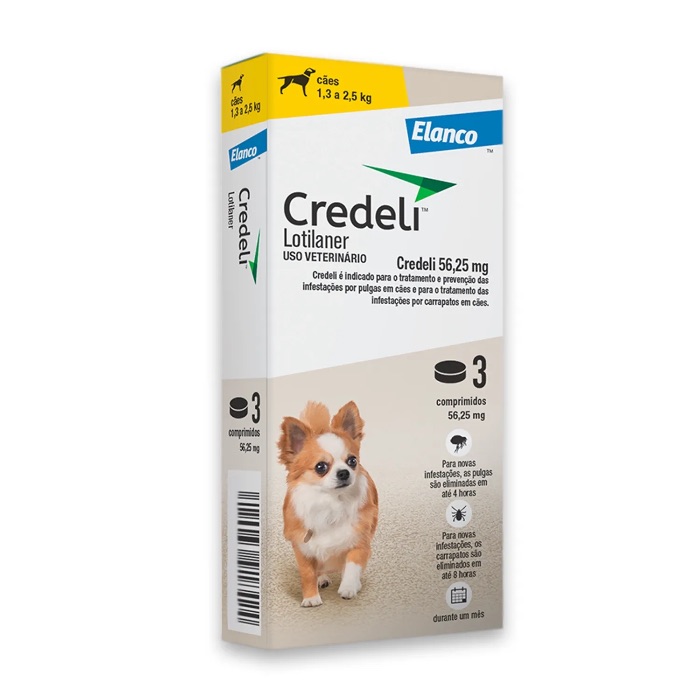 cães
1,3 a 2,5 kg
Elanco
™
Credeli™
Lotilaner
USO VETERINÁRIO
Credeli 56,25 mg
Credeli é indicado para o tratamento e prevenção das
infestações por pulgas em cães e para o tratamento das
infestações por carrapatos em cães.
3
comprimidos
56,25 mg
Para novas
infestações, as pulgas
são eliminadas em
até 4 horas
Para novas
infestações, os
carrapatos são
eliminados em
até 8 horas
durante um mês
cães
1,3 a 2,5 kg
Elanco
Credeli
Lotilaner
3
comprimidos
56,25 mg